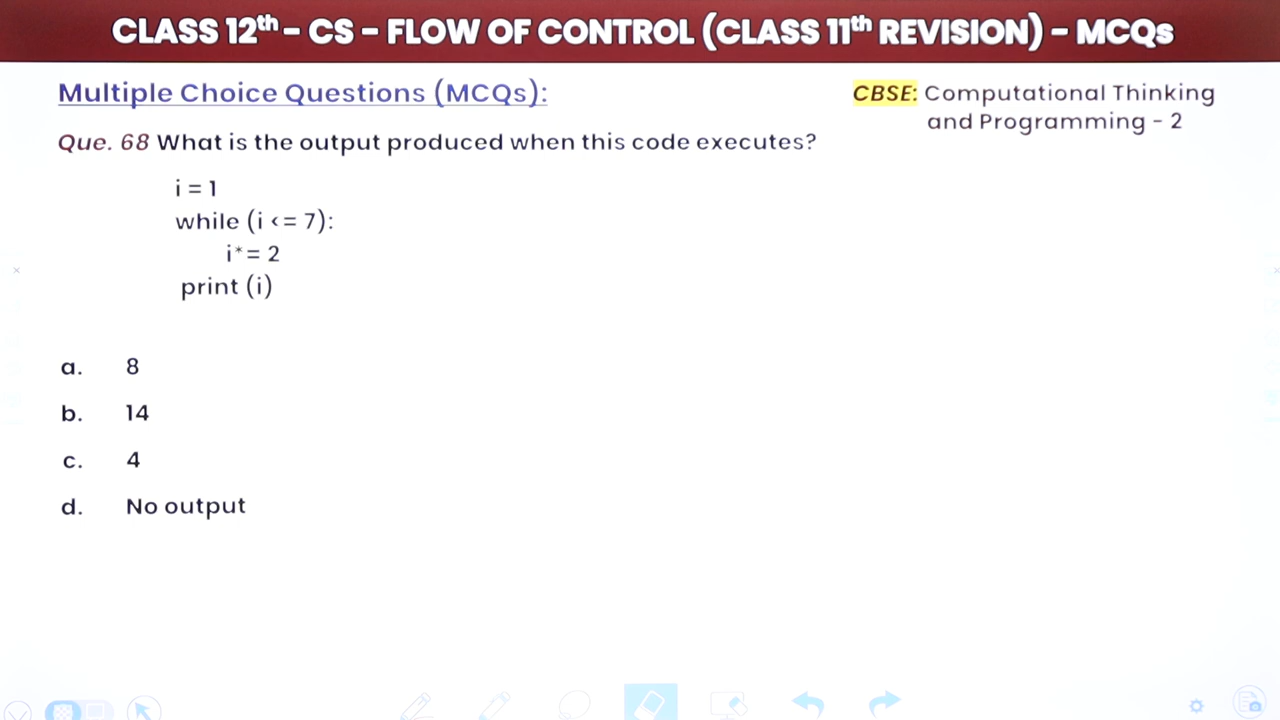 CLASS 12th - CS - FLOW OF CONTROL (CLASS 11th REVISION) - MCQs
Multiple Choice Questions (MCQs):
CBSE: Computational Thinking
and Programming - 2
Que. 68 What is the output produced when this code executes?
i = 1
while (i <= 7):
i*= 2
print (i)
a. 8
b. 14
c. 4
d. No output